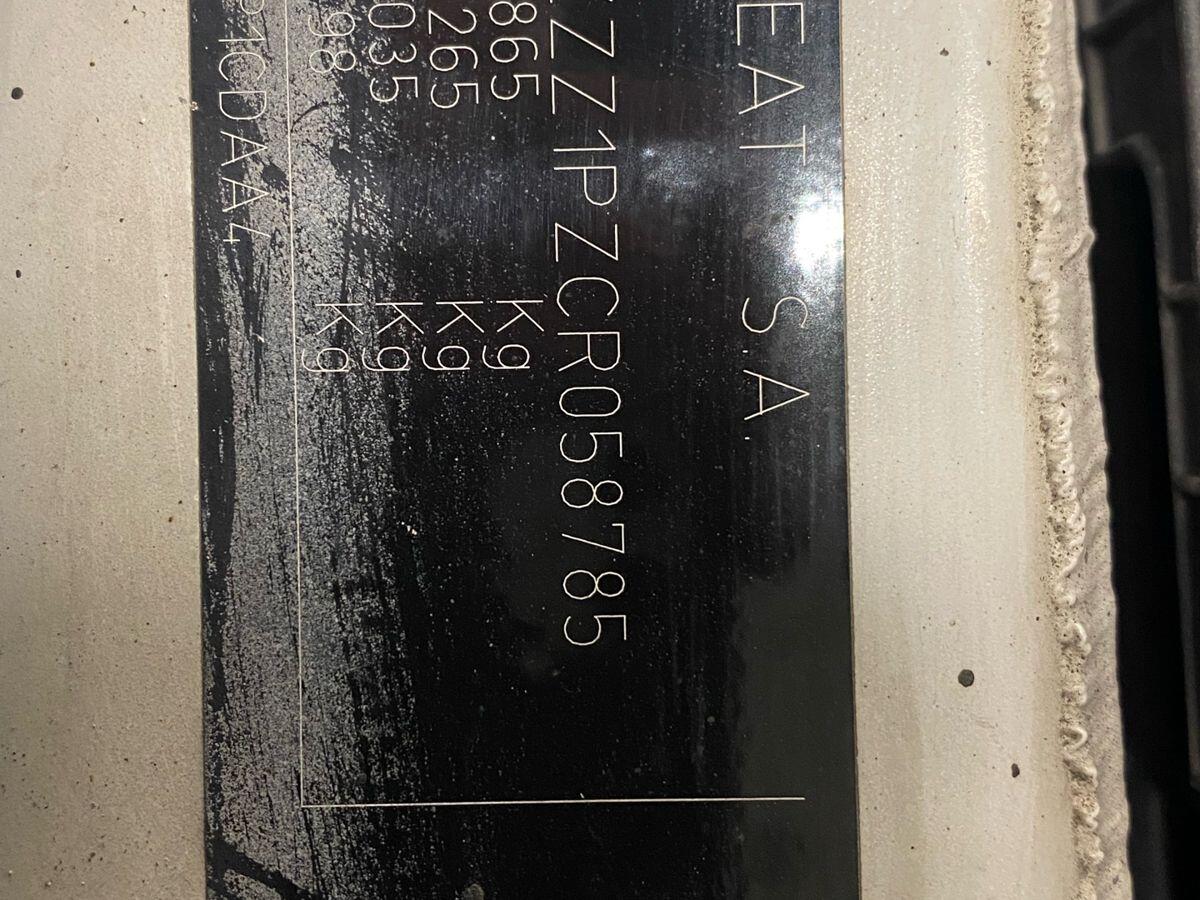 EAT S.A.
ZZ1PZCR058785
865 Kg
265 Kg
035 Kg
98 Kg
1CDAA4